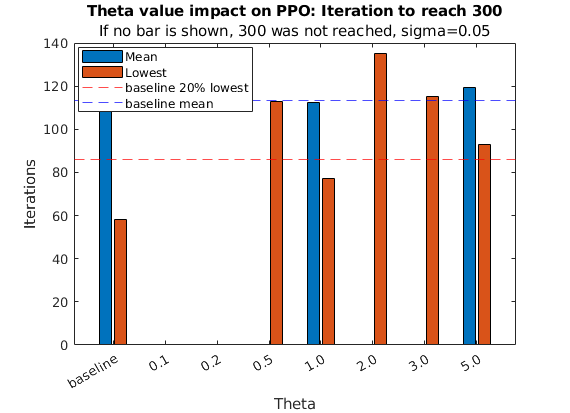 Theta value impact on PPO: Iteration to reach 300
If no bar is shown, 300 was not reached, sigma=0.05
Mean
Lowest
baseline 20% lowest
baseline mean
140
120
100
80
60
40
20
0
Iterations
baseline
0.1
0.2
0.5
1.0
2.0
3.0
5.0
Theta